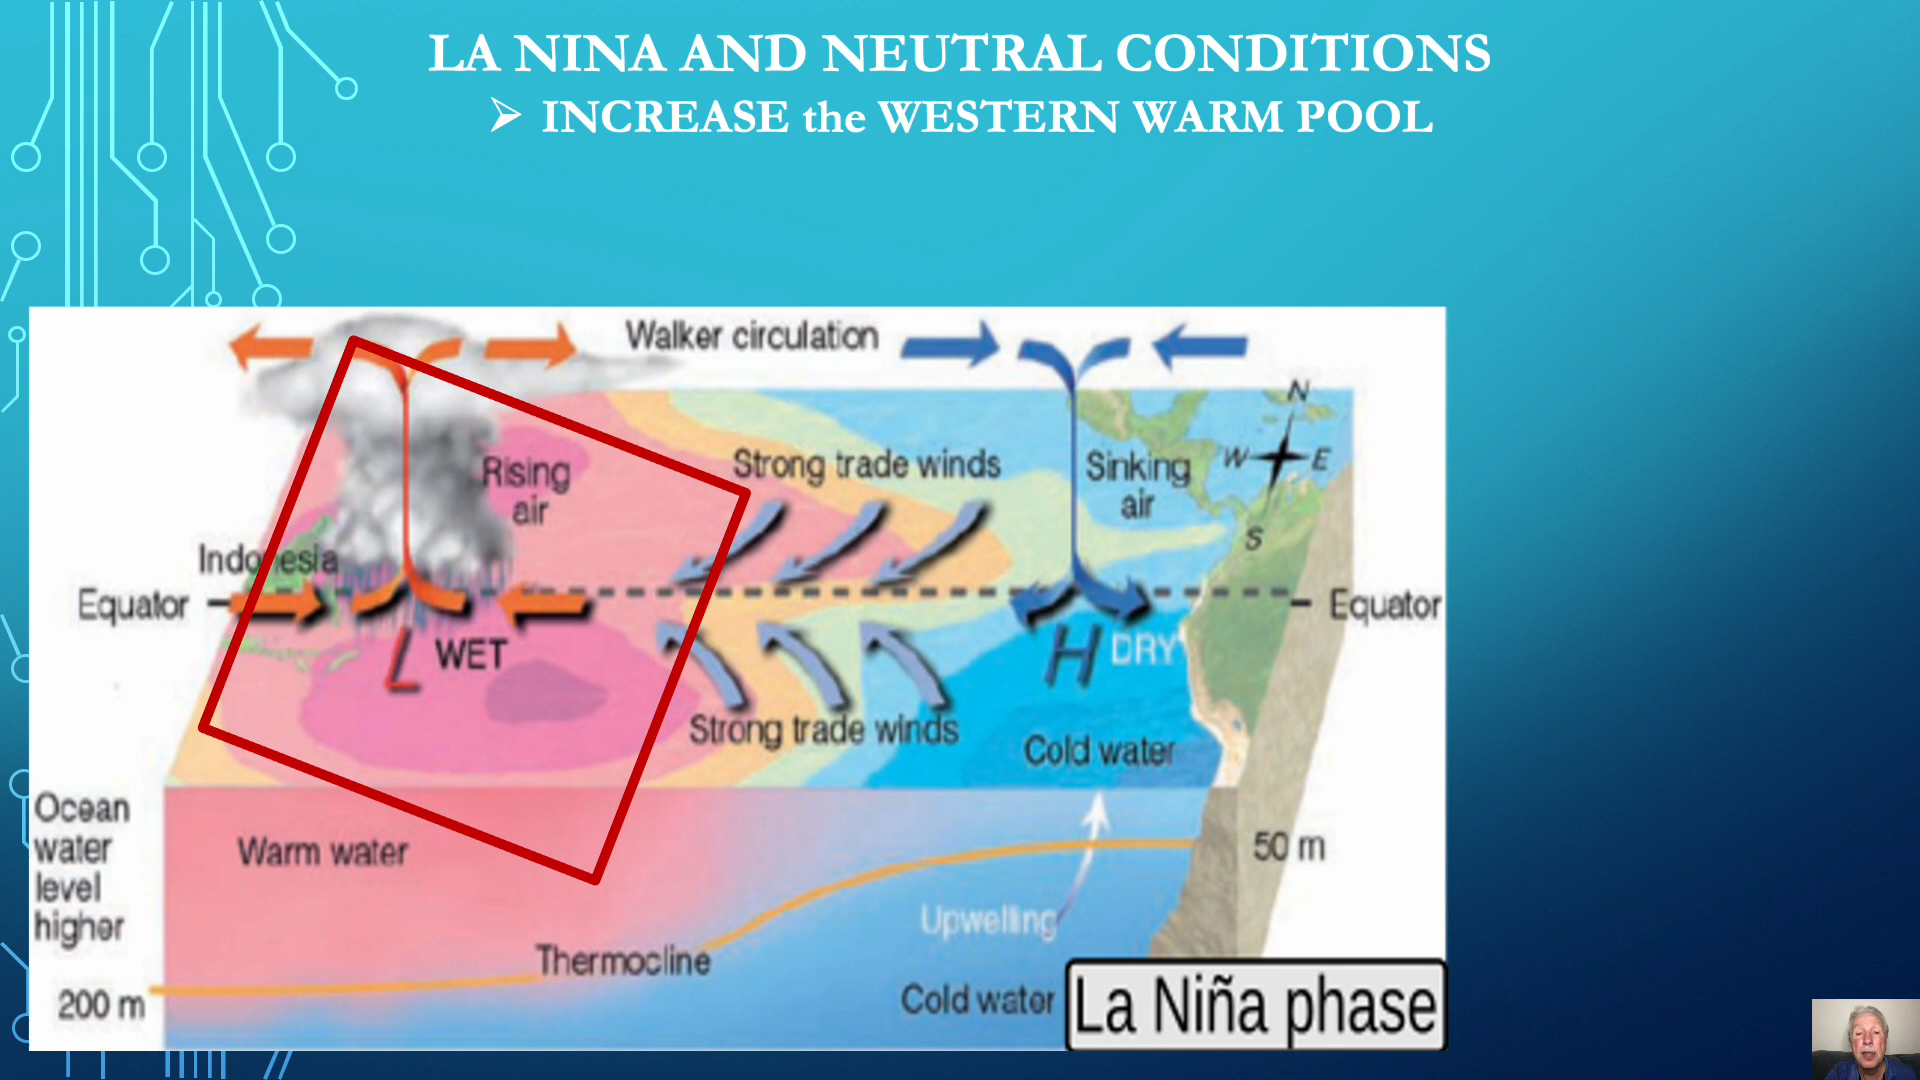 LA NINA AND NEUTRAL CONDITIONS
➢ INCREASE the WESTERN WARM POOL
Walker circulation
N
W E
S
Rising
air
Strong trade winds
Sinking
air
Indonesia
Equator
Equator
L WET
H DRY
Strong trade winds
Cold water
Ocean
water
level
higher
Warm water
50 m
Upwelling
Thermocline
200 m
Cold water
La Niña phase